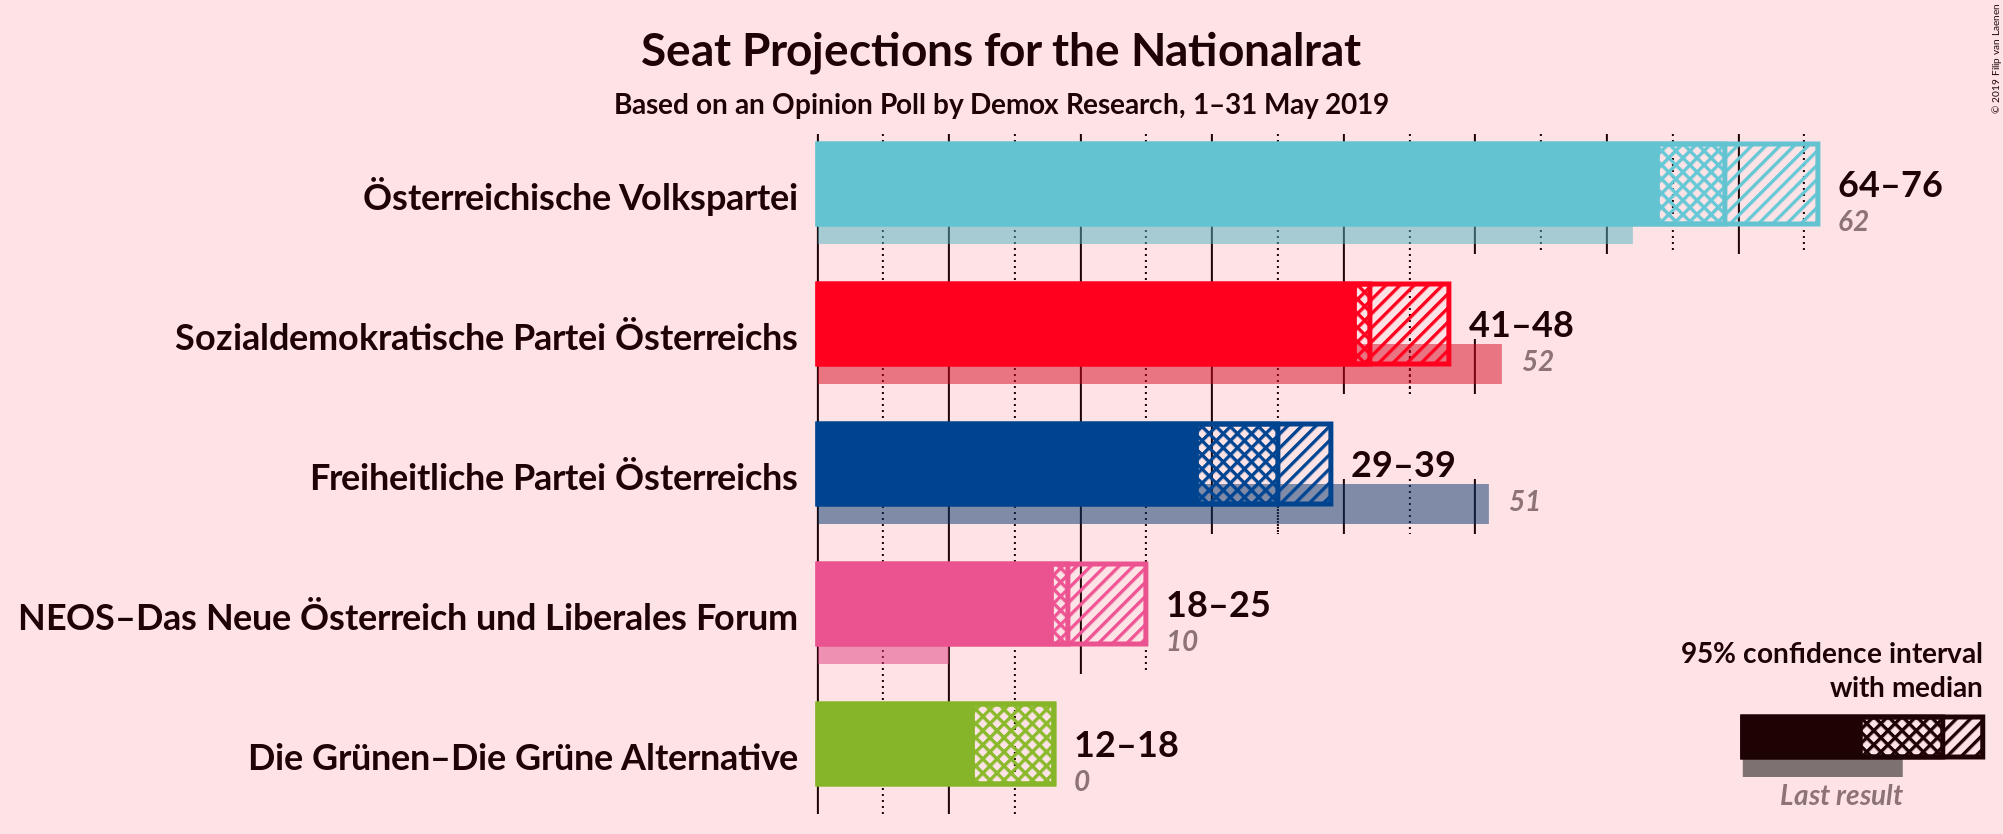 Seat Projections for the Nationalrat
Based on an Opinion Poll by Demox Research, 1–31 May 2019
© 2019 Filip van Laenen
Österreichische Volkspartei
64–76
62
Sozialdemokratische Partei Österreichs
41–48
52
Freiheitliche Partei Österreichs
29–39
51
NEOS–Das Neue Österreich und Liberales Forum
18–25
10
Die Grünen–Die Grüne Alternative
12–18
0
95% confidence interval
with median
Last result